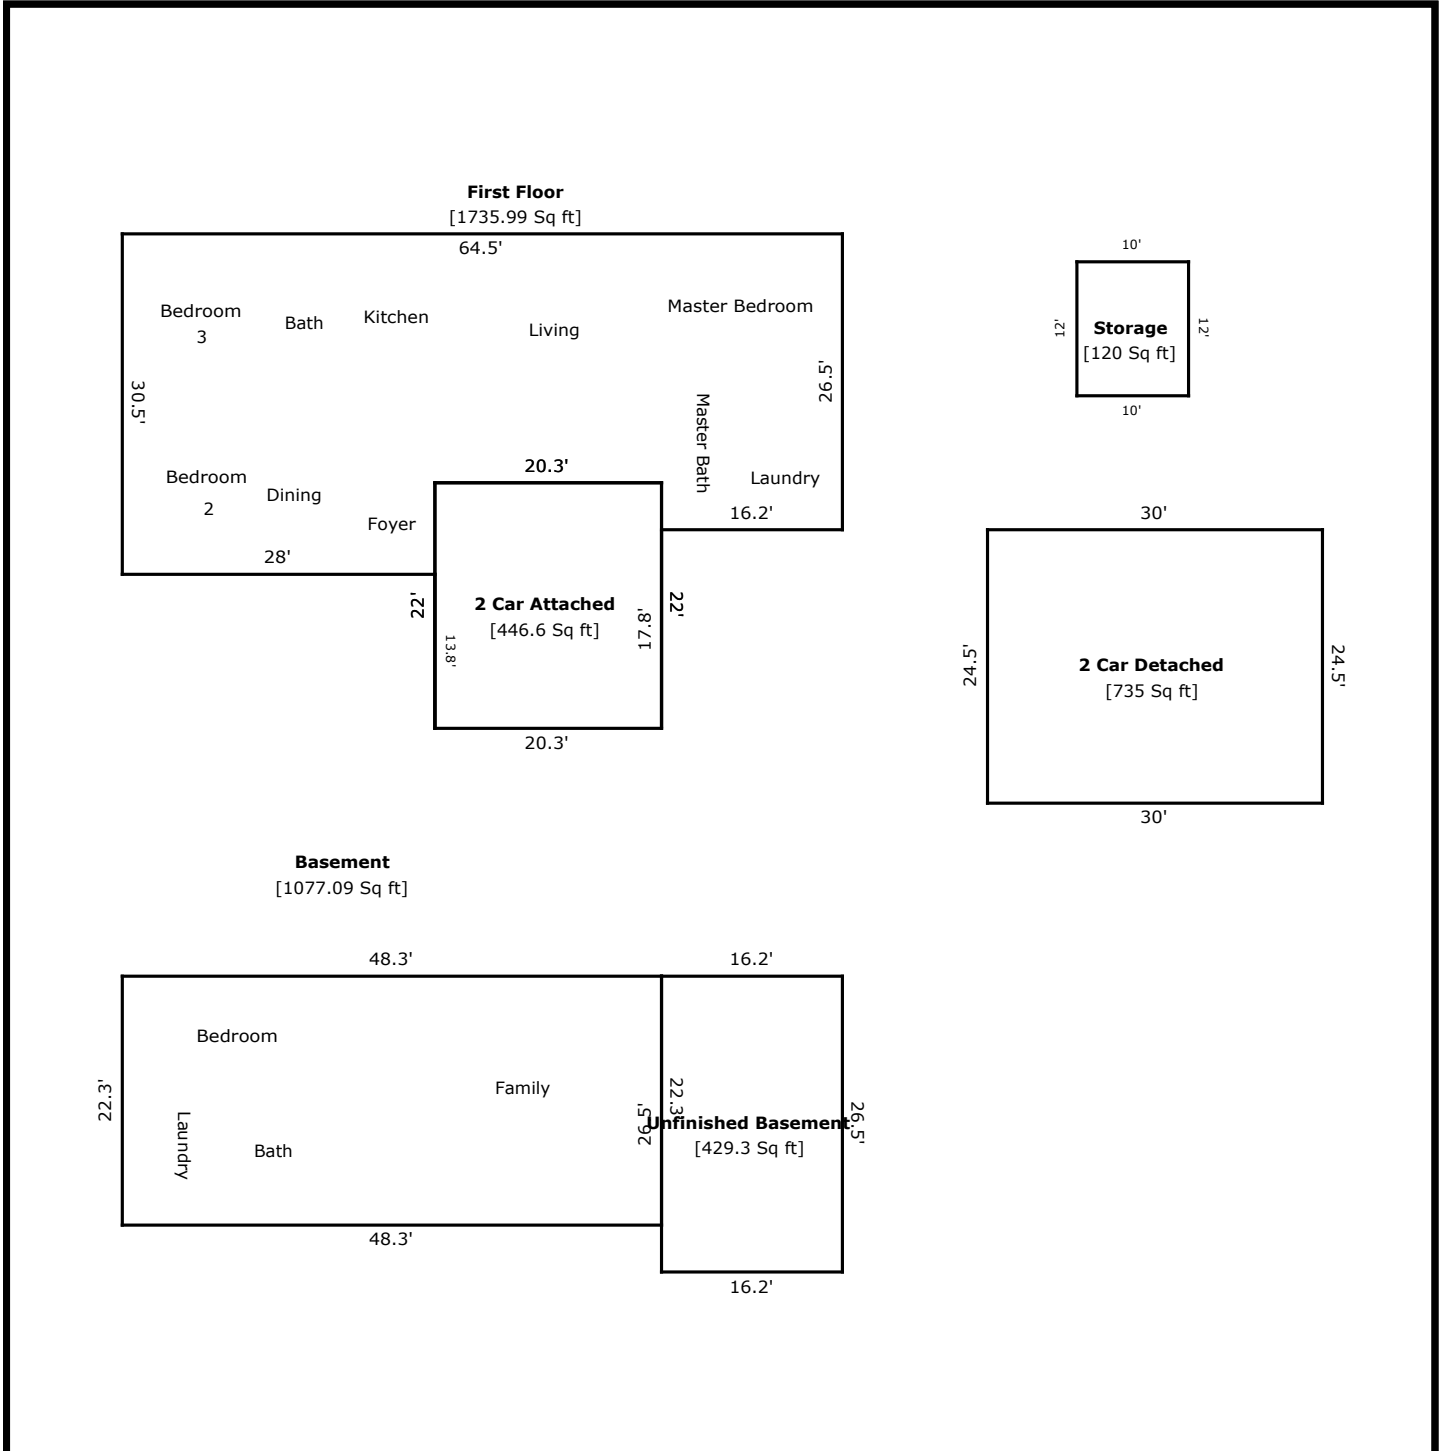 First Floor
[1735.99 Sq ft]
64.5'
Bedroom
3
Bath
Kitchen
Living
Master Bedroom
30.5'
26.5'
Master Bath
Laundry
20.3'
Bedroom
2
Dining
Foyer
16.2'
28'
22'
2 Car Attached
[446.6 Sq ft]
13.8'
17.8'
22'
20.3'
10'
12'
Storage
[120 Sq ft]
12'
10'
30'
24.5'
2 Car Detached
[735 Sq ft]
24.5'
30'
Basement
[1077.09 Sq ft]
48.3'
16.2'
Bedroom
22.3'
Family
Laundry
Bath
26.5'
22.3'
Unfinished Basement
[429.3 Sq ft]
26.5'
48.3'
16.2'